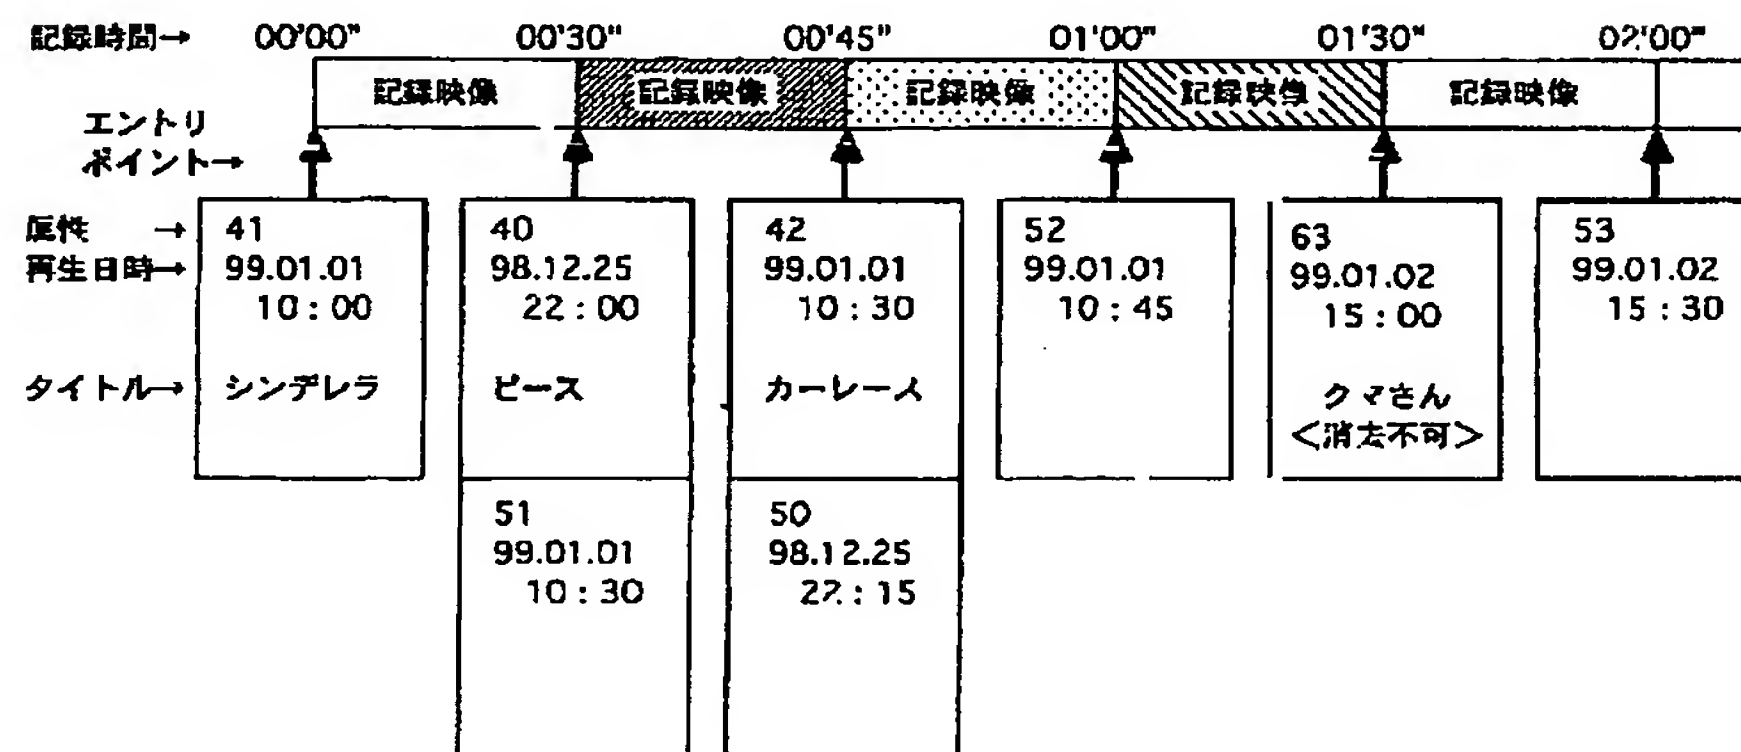 記録時間→ 00'00" 00'30" 00'45" 01'00" 01'30" 02'00"
記録映像 記録映像 記録映像 記録映像 記録映像
エントリ
ポイント→
属性 → 41 40 42 52 63 53
再生日時→ 99.01.01 98.12.25 99.01.01 99.01.01 99.01.02 99.01.02
10:00 22:00 10:30 10:45 15:00 15:30
タイトル→ シンデレラ ピース カーレース クマさん
<消去不可>
51 50
99.01.01 98.12.25
10:30 22:15